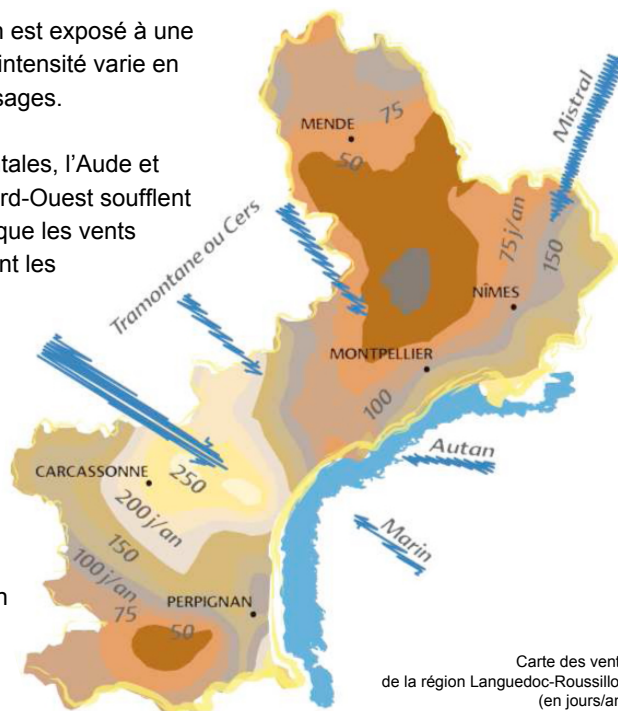 n est exposé à une
intensité varie en
sages.
tales, l’Aude et
rd-Ouest soufflent
que les vents
nt les
n
MENDE
75
50
Mistral
75 j/an
150
NÎMES
Tramontane ou Cers
MONTPELLIER
100
Autan
Marin
CARCASSONNE
250
200 j/an
150
100 j/an
75
50
PERPIGNAN
Carte des vent
de la région Languedoc-Roussillo
(en jours/an